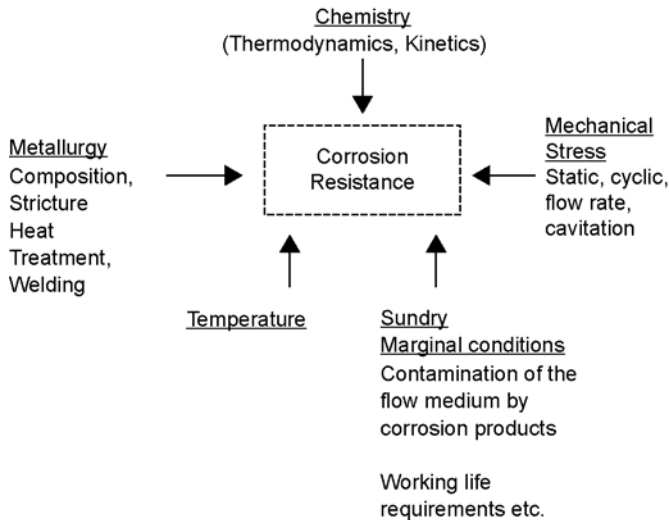 Chemistry
(Thermodynamics, Kinetics)
Metallurgy
Composition,
Stricture
Heat
Treatment,
Welding
Corrosion
Resistance
Mechanical
Stress
Static, cyclic,
flow rate,
cavitation
Temperature
Sundry
Marginal conditions
Contamination of the
flow medium by
corrosion products
Working life
requirements etc.